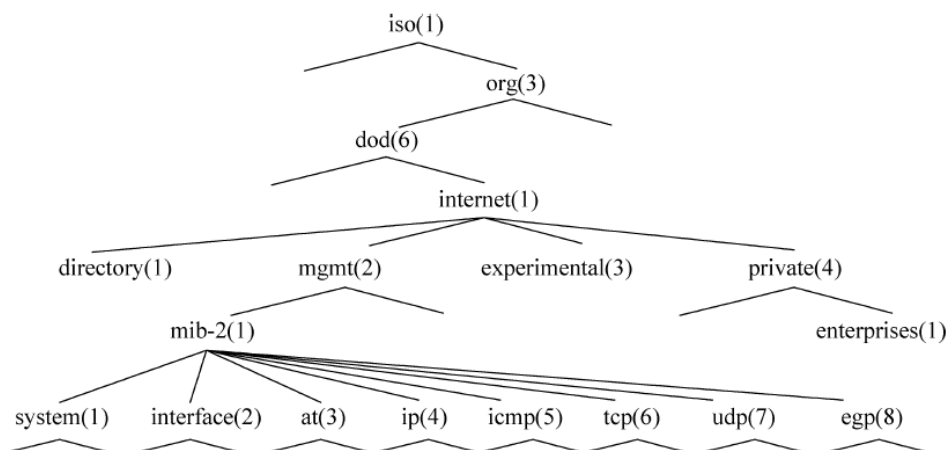 iso(1)
org(3)
dod(6)
internet(1)
directory(1) mgmt(2) experimental(3) private(4)
mib-2(1) enterprises(1)
system(1) interface(2) at(3) ip(4) icmp(5) tcp(6) udp(7) egp(8)